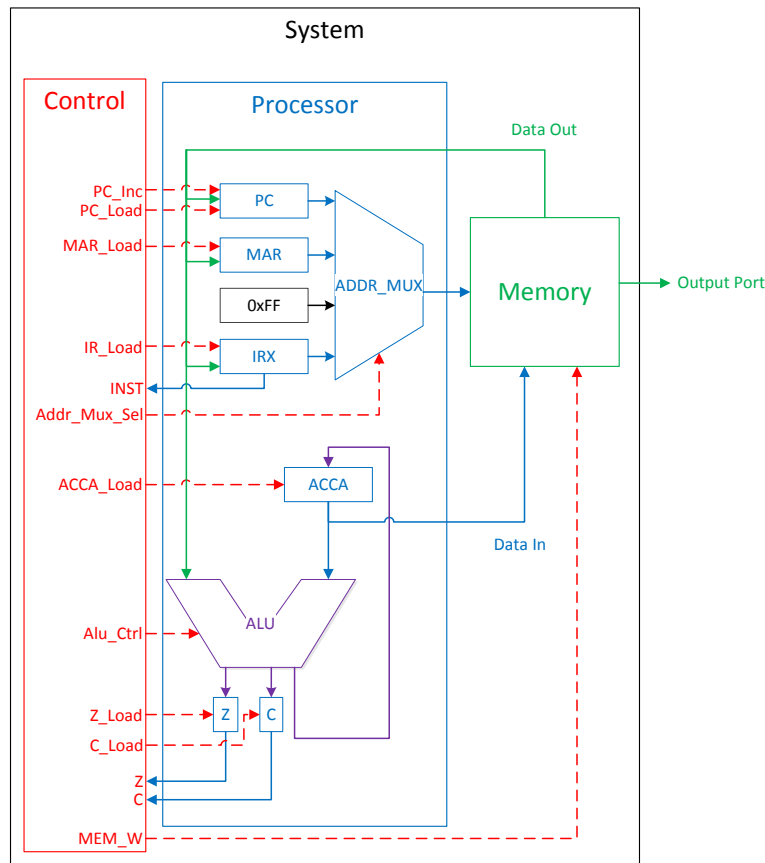 System
Control
Processor
Data Out
PC_Inc
PC_Load
PC
MAR_Load
MAR
ADDR_MUX
Memory
Output Port
0xFF
IR_Load
IRX
INST
Addr_Mux_Sel
ACCA_Load
ACCA
Data In
Alu_Ctrl
ALU
Z_Load
Z
C
C_Load
Z
C
MEM_W